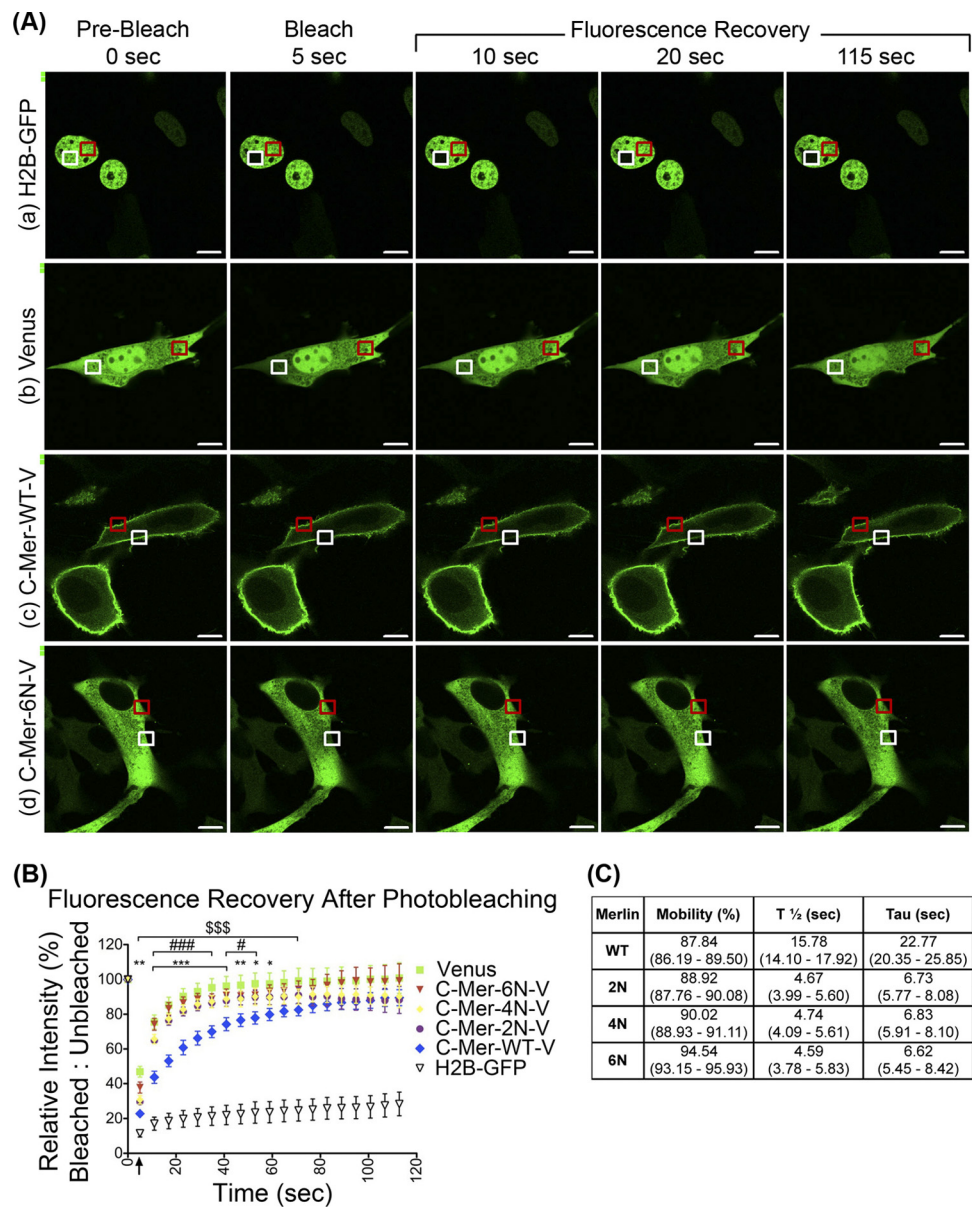 (A)
Pre-Bleach Bleach Fluorescence Recovery
0 sec 5 sec 10 sec 20 sec 115 sec
(a) H2B-GFP
(b) Venus
(c) C-Mer-WT-V
(d) C-Mer-6N-V
(B)
Fluorescence Recovery After Photobleaching
Relative Intensity (%)
Bleached : Unbleached
$$$
### #
** *** ** * *
120
100
80
60
40
20
0
0 20 40 60 80 100 120
Time (sec)
Venus
C-Mer-6N-V
C-Mer-4N-V
C-Mer-2N-V
C-Mer-WT-V
H2B-GFP
(C)
Merlin Mobility (%) T ½ (sec) Tau (sec)
WT 87.84 15.78 22.77
(86.19 - 89.50) (14.10 - 17.92) (20.35 - 25.85)
2N 88.92 4.67 6.73
(87.76 - 90.08) (3.99 - 5.60) (5.77 - 8.08)
4N 90.02 4.74 6.83
(88.93 - 91.11) (4.09 - 5.61) (5.91 - 8.10)
6N 94.54 4.59 6.62
(93.15 - 95.93) (3.78 - 5.83) (5.45 - 8.42)